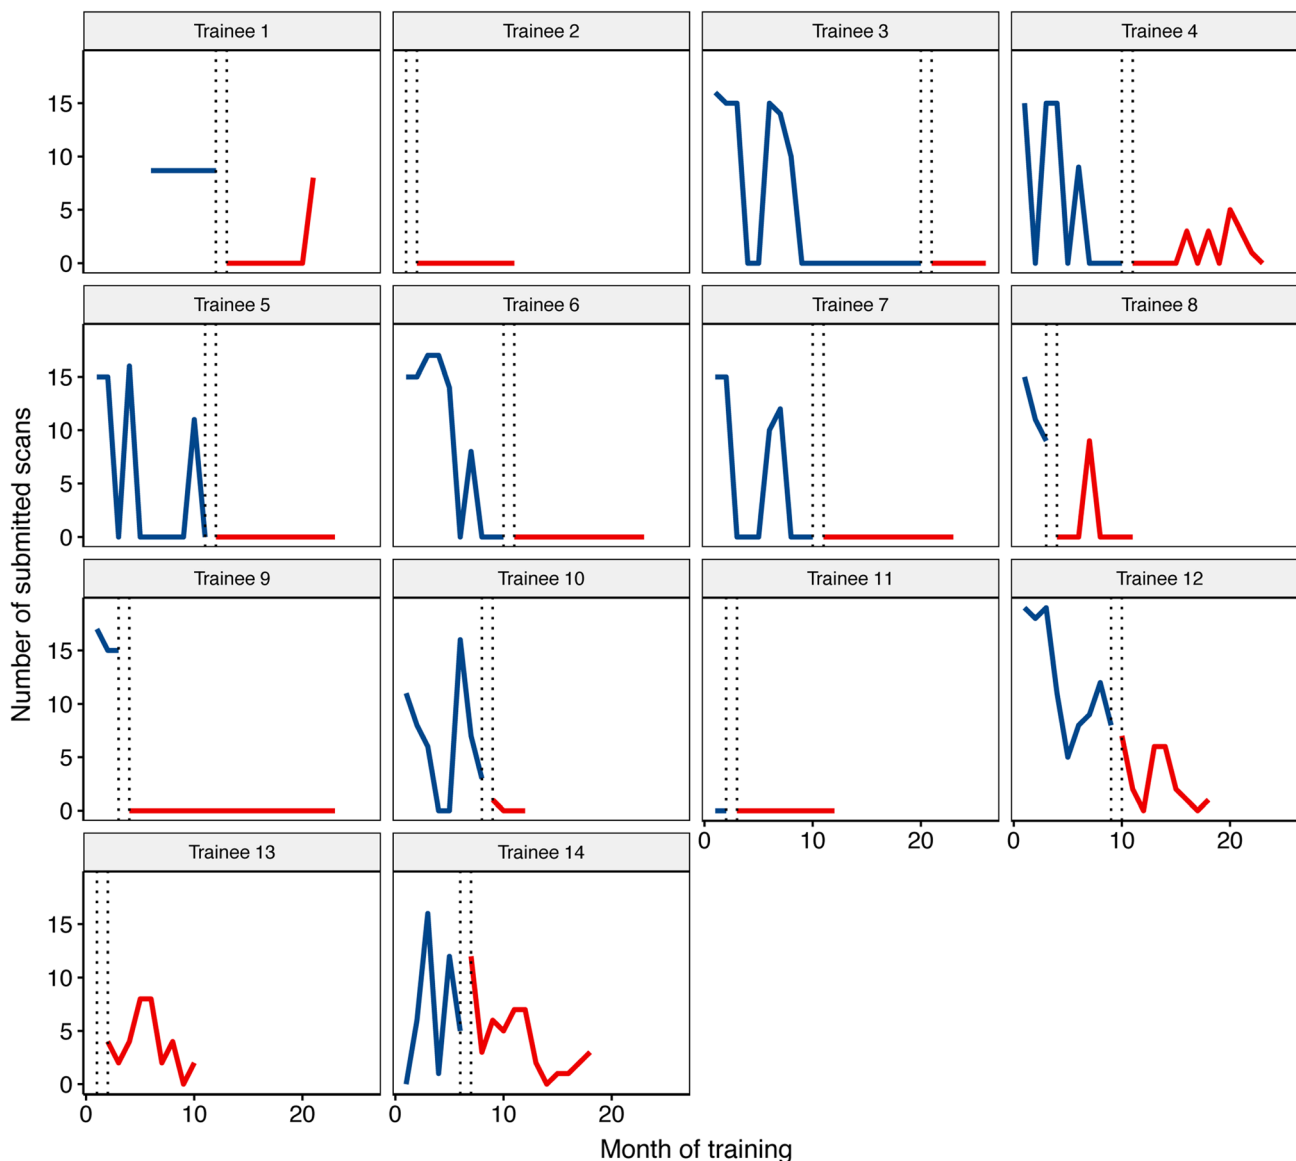 Trainee 1
Trainee 2
Trainee 3
Trainee 4
15
10
5
0
Trainee 5
Trainee 6
Trainee 7
Trainee 8
15
10
5
0
Number of submitted scans
Trainee 9
Trainee 10
Trainee 11
Trainee 12
15
10
5
0
0 10 20
0 10 20
Trainee 13
Trainee 14
15
10
5
0
0 10 20
0 10 20
Month of training